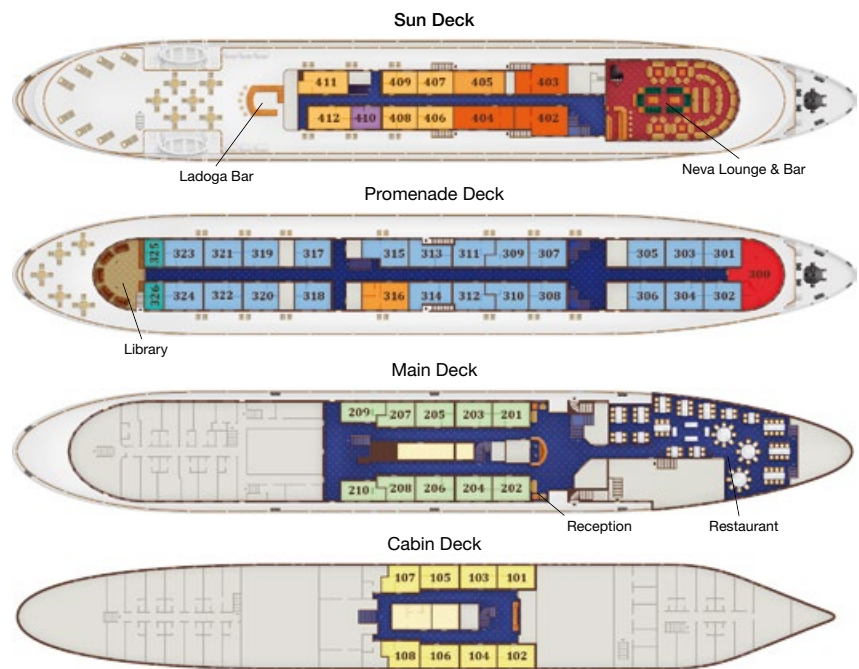 Sun Deck
411 409 407 405 403
412 410 408 406 404 402
Ladoga Bar
Neva Lounge & Bar
Promenade Deck
325 323 321 319 317 315 313 311 309 307 305 303 301
300
326 324 322 320 318 316 314 312 310 308 306 304 302
Library
Main Deck
209 207 205 203 201
210 208 206 204 202
Reception
Restaurant
Cabin Deck
107 105 103 101
108 106 104 102